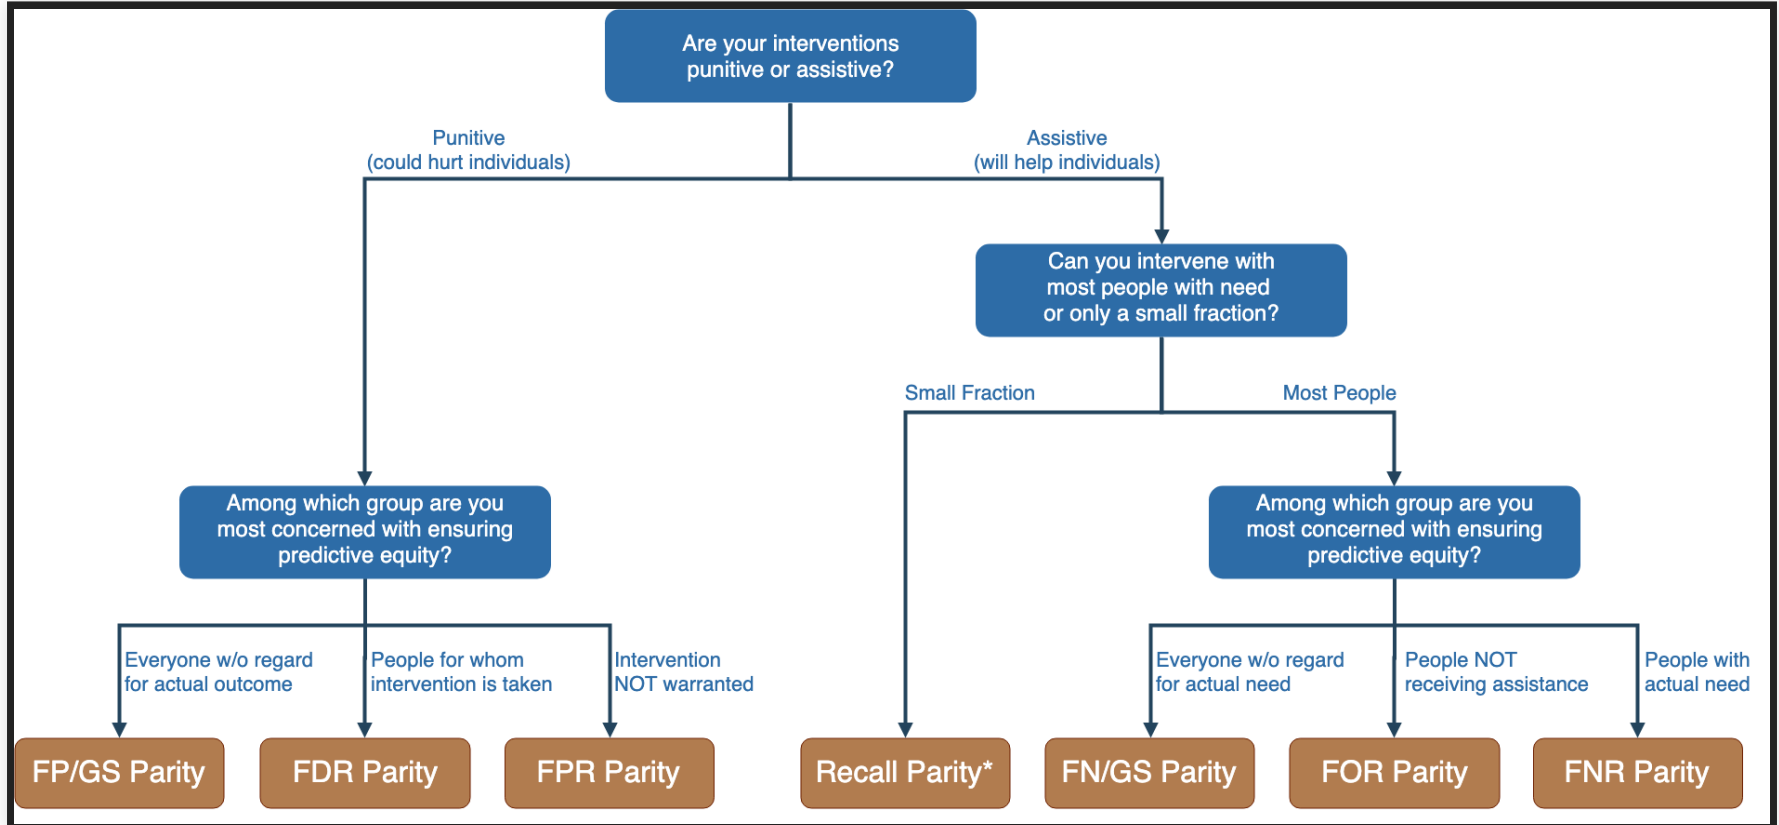 Are your interventions
punitive or assistive?
Punitive
(could hurt individuals)
Assistive
(will help individuals)
Can you intervene with
most people with need
or only a small fraction?
Small Fraction
Most People
Among which group are you
most concerned with ensuring
predictive equity?
Among which group are you
most concerned with ensuring
predictive equity?
Everyone w/o regard
for actual outcome
People for whom
intervention is taken
Intervention
NOT warranted
Everyone w/o regard
for actual need
People NOT
receiving assistance
People with
actual need
FP/GS Parity
FDR Parity
FPR Parity
Recall Parity*
FN/GS Parity
FOR Parity
FNR Parity